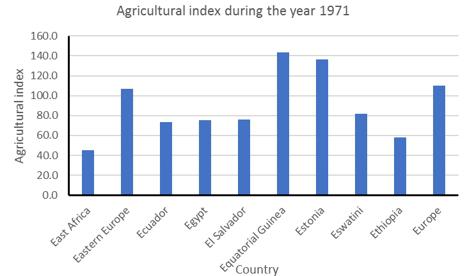 Agricultural index during the year 1971
160.0
140.0
120.0
100.0
80.0
60.0
40.0
20.0
0.0
Agricultural index
East Africa
Eastern Europe
Ecuador
Egypt
El Salvador
Equatorial Guinea
Estonia
Eswatini
Ethiopia
Europe
Country